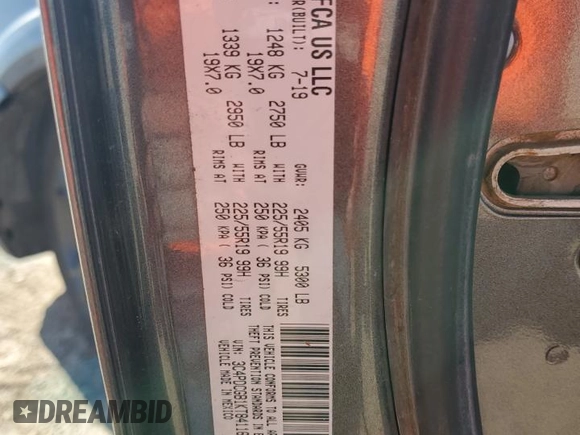 FCA US LLC
R(BUILT): 7-19
GVWR: 2405 KG 5300 LB
1248 KG 2750 LB WITH 225/55R19 99H TIRES
19X7.0 RIMS AT 250 KPA ( 36 PSI) COLD
1339 KG 2950 LB WITH 225/55R19 99H TIRES
19X7.0 RIMS AT 250 KPA ( 36 PSI) COLD
THIS VEHICLE CONFORMS TO ALL
THEFT PREVENTION STANDARDS IN
VIN: 3C4PDCGB1KT8411
VEHICLE MADE IN MEXICO
DREAMBID